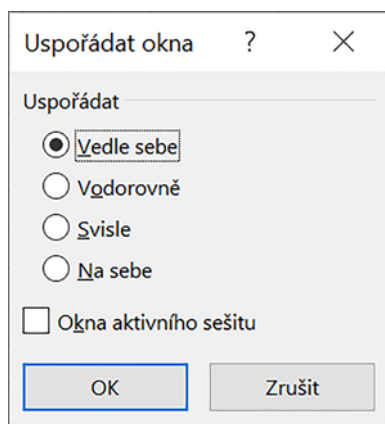 Uspořádat okna ?
Uspořádat
Vedle sebe
Vodorovně
Svisle
Na sebe
Okna aktivního sešitu
OK Zrušit